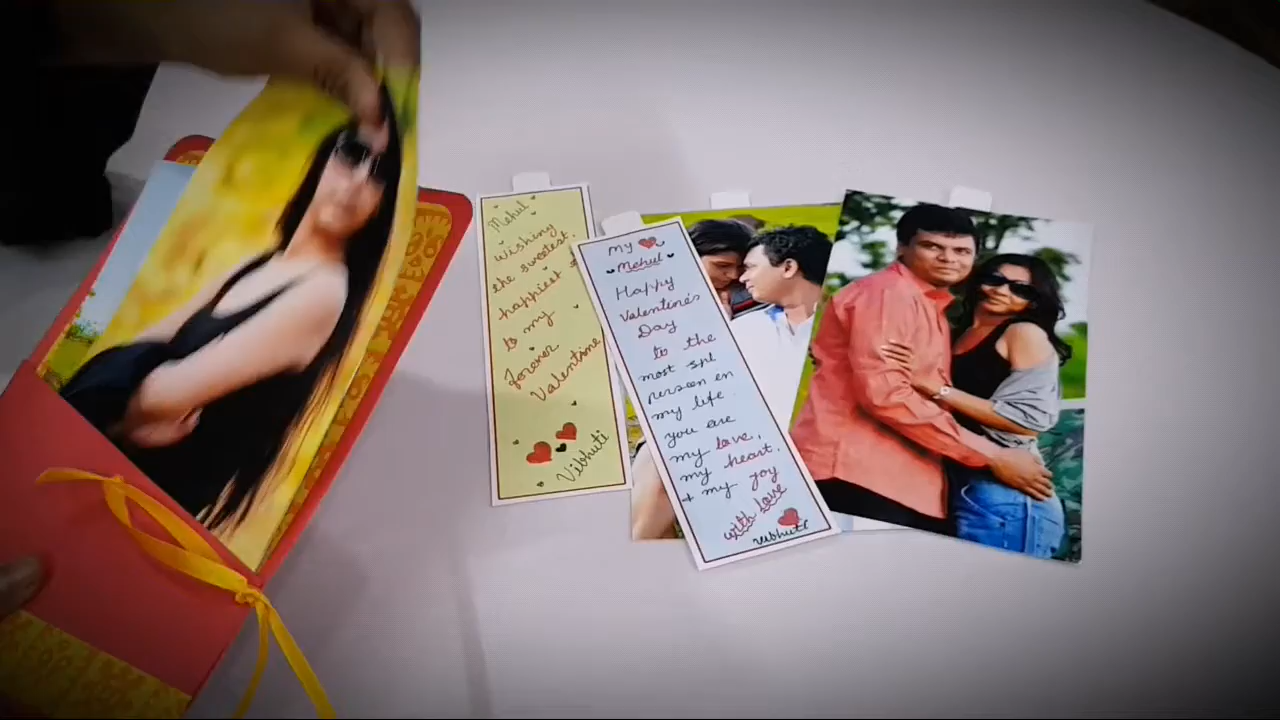 Mehul
Wishing
the sweetest,
happiest
to my
forever
Valentine
Vibhuti
My
Mehul
Happy
Valentine's
Day
to the
most spl
person en
my life.
you are
my love,
my heart,
+ my joy
with love
Vibhuti